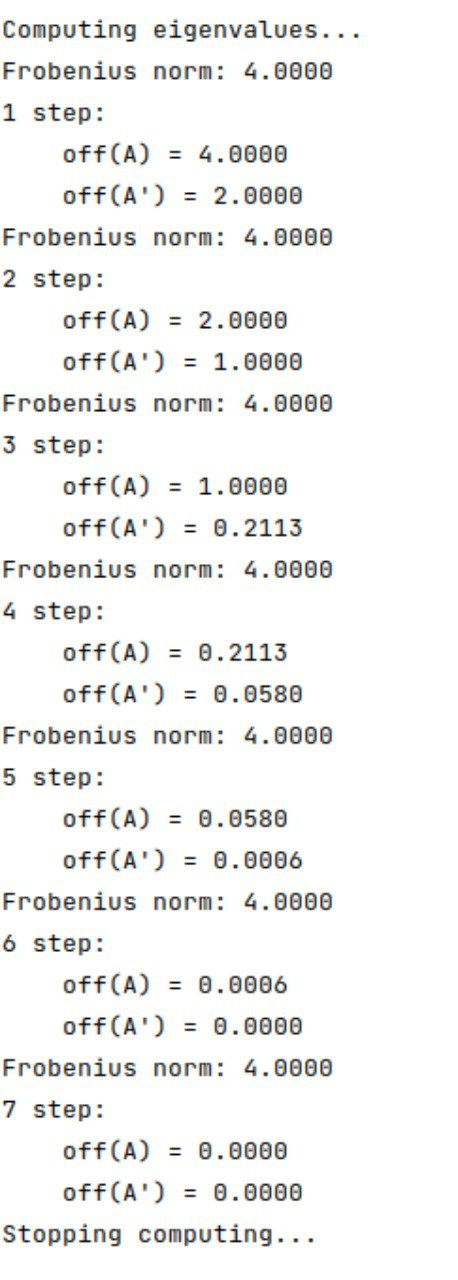 Computing eigenvalues...
Frobenius norm: 4.0000
1 step:
    off(A) = 4.0000
    off(A') = 2.0000
Frobenius norm: 4.0000
2 step:
    off(A) = 2.0000
    off(A') = 1.0000
Frobenius norm: 4.0000
3 step:
    off(A) = 1.0000
    off(A') = 0.2113
Frobenius norm: 4.0000
4 step:
    off(A) = 0.2113
    off(A') = 0.0580
Frobenius norm: 4.0000
5 step:
    off(A) = 0.0580
    off(A') = 0.0006
Frobenius norm: 4.0000
6 step:
    off(A) = 0.0006
    off(A') = 0.0000
Frobenius norm: 4.0000
7 step:
    off(A) = 0.0000
    off(A') = 0.0000
Stopping computing...